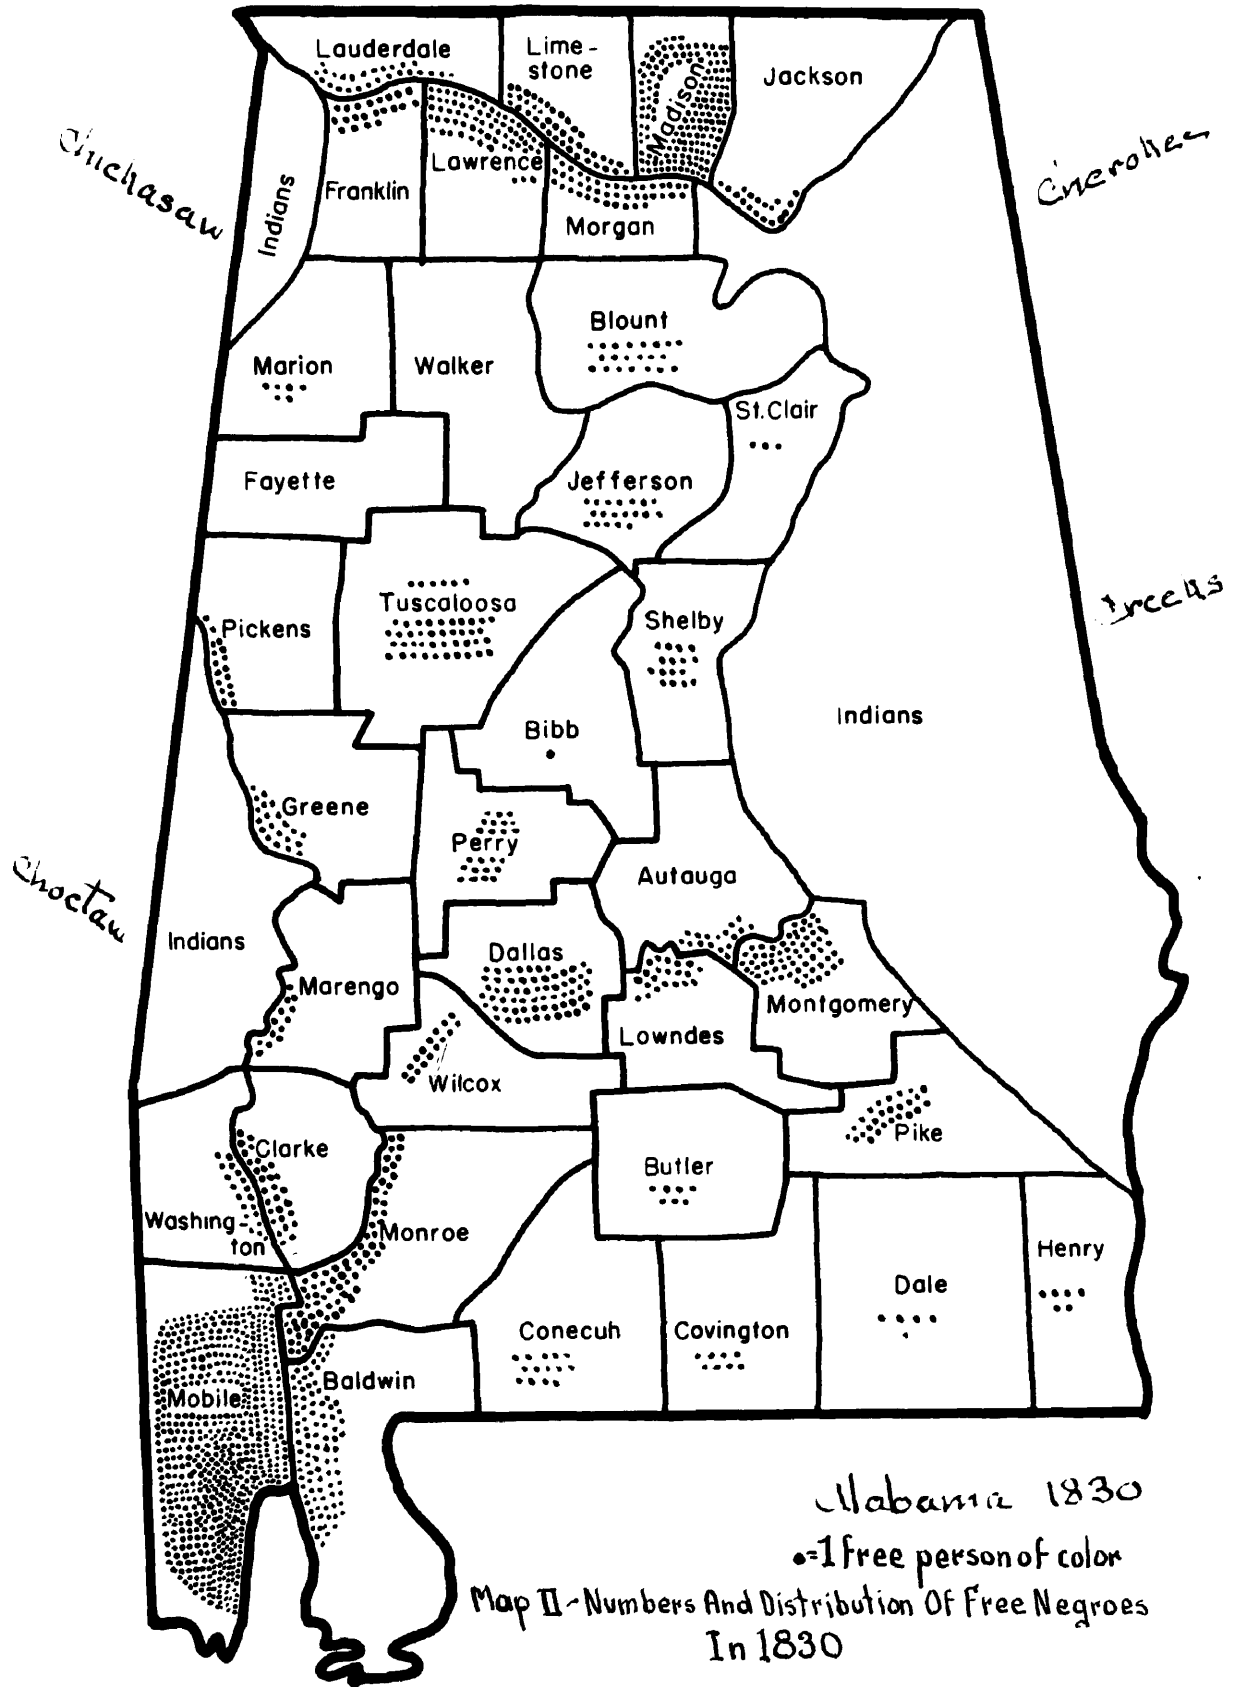 Lauderdale
Lime-
stone
Madison
Jackson
Chichasaw
Cherokee
Indians
Franklin
Lawrence
Morgan
Blount
Marion
Walker
St. Clair
Fayette
Jefferson
Tuscaloosa
Creeks
Pickens
Shelby
Indians
Bibb
Greene
Perry
Choctaw
Autauga
Indians
Dallas
Marengo
Montgomery
Lowndes
Wilcox
Pike
Clarke
Butler
Washing-
ton
Monroe
Henry
Dale
Conecuh
Covington
Baldwin
Mobile
Alabama 1830
•=1 free person of color
Map II - Numbers And Distribution Of Free Negroes
In 1830